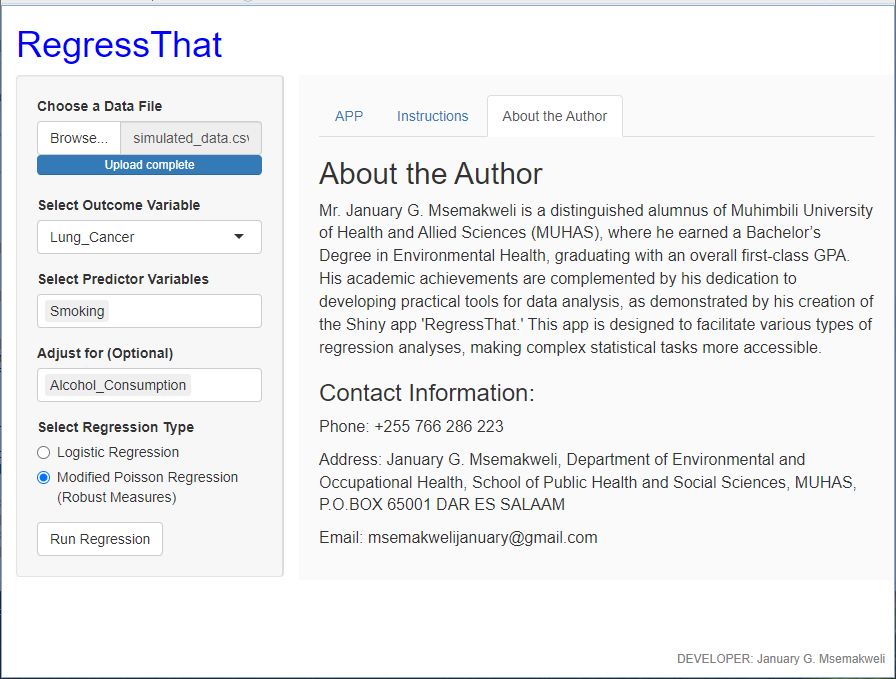 RegressThat
Choose a Data File
Browse... simulated_data.csv
Upload complete
Select Outcome Variable
Lung_Cancer
Select Predictor Variables
Smoking
Adjust for (Optional)
Alcohol_Consumption
Select Regression Type
Logistic Regression
Modified Poisson Regression
(Robust Measures)
Run Regression
APP Instructions About the Author
About the Author
Mr. January G. Msemakweli is a distinguished alumnus of Muhimbili University
of Health and Allied Sciences (MUHAS), where he earned a Bachelor’s
Degree in Environmental Health, graduating with an overall first-class GPA.
His academic achievements are complemented by his dedication to
developing practical tools for data analysis, as demonstrated by his creation of
the Shiny app 'RegressThat.' This app is designed to facilitate various types of
regression analyses, making complex statistical tasks more accessible.
Contact Information:
Phone: +255 766 286 223
Address: January G. Msemakweli, Department of Environmental and
Occupational Health, School of Public Health and Social Sciences, MUHAS,
P.O.BOX 65001 DAR ES SALAAM
Email: msemakwelijanuary@gmail.com
DEVELOPER: January G. Msemakweli